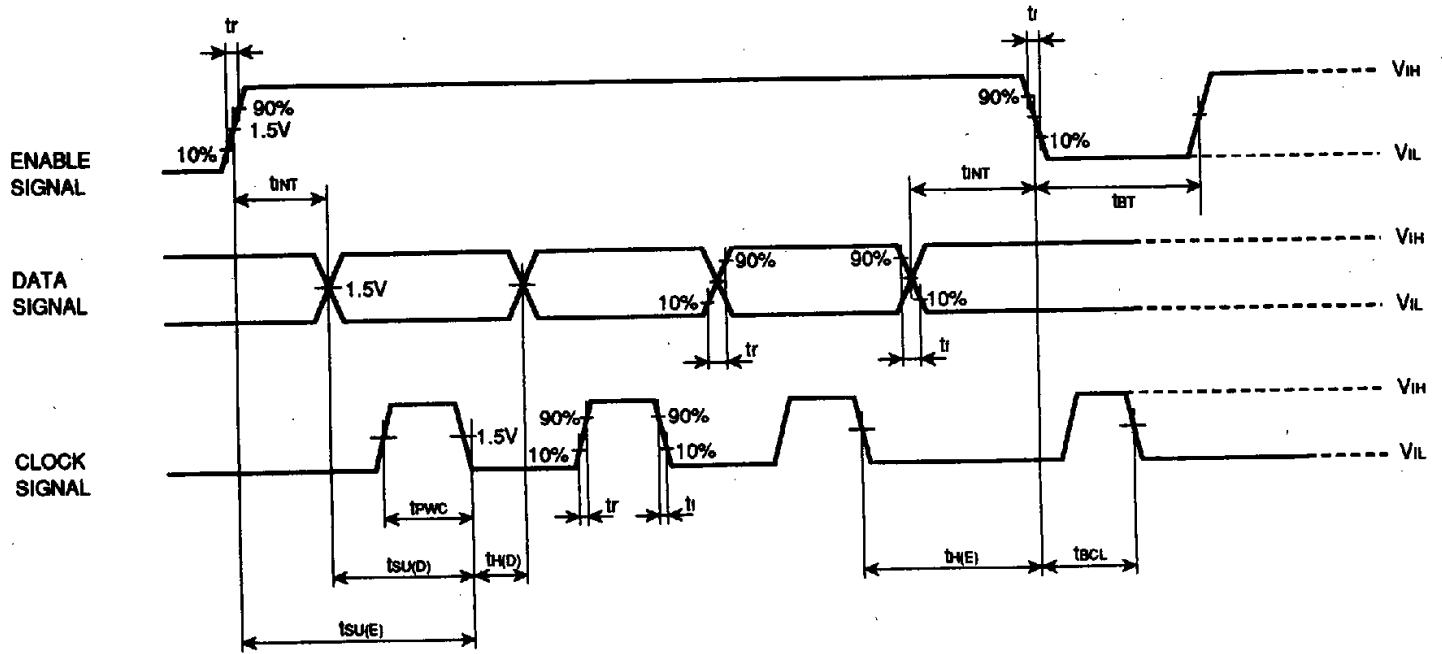 tr
tf
VIH
90%
1.5V
10%
90%
10%
VIL
ENABLE
SIGNAL
tINT
tINT
tBT
VIH
DATA
SIGNAL
1.5V
90%
10%
90%
10%
VIL
tr
tf
VIH
90%
90%
1.5V
10%
10%
VIL
CLOCK
SIGNAL
tPWC
tr
tf
tSU(D)
tH(D)
tH(E)
tBCL
tSU(E)